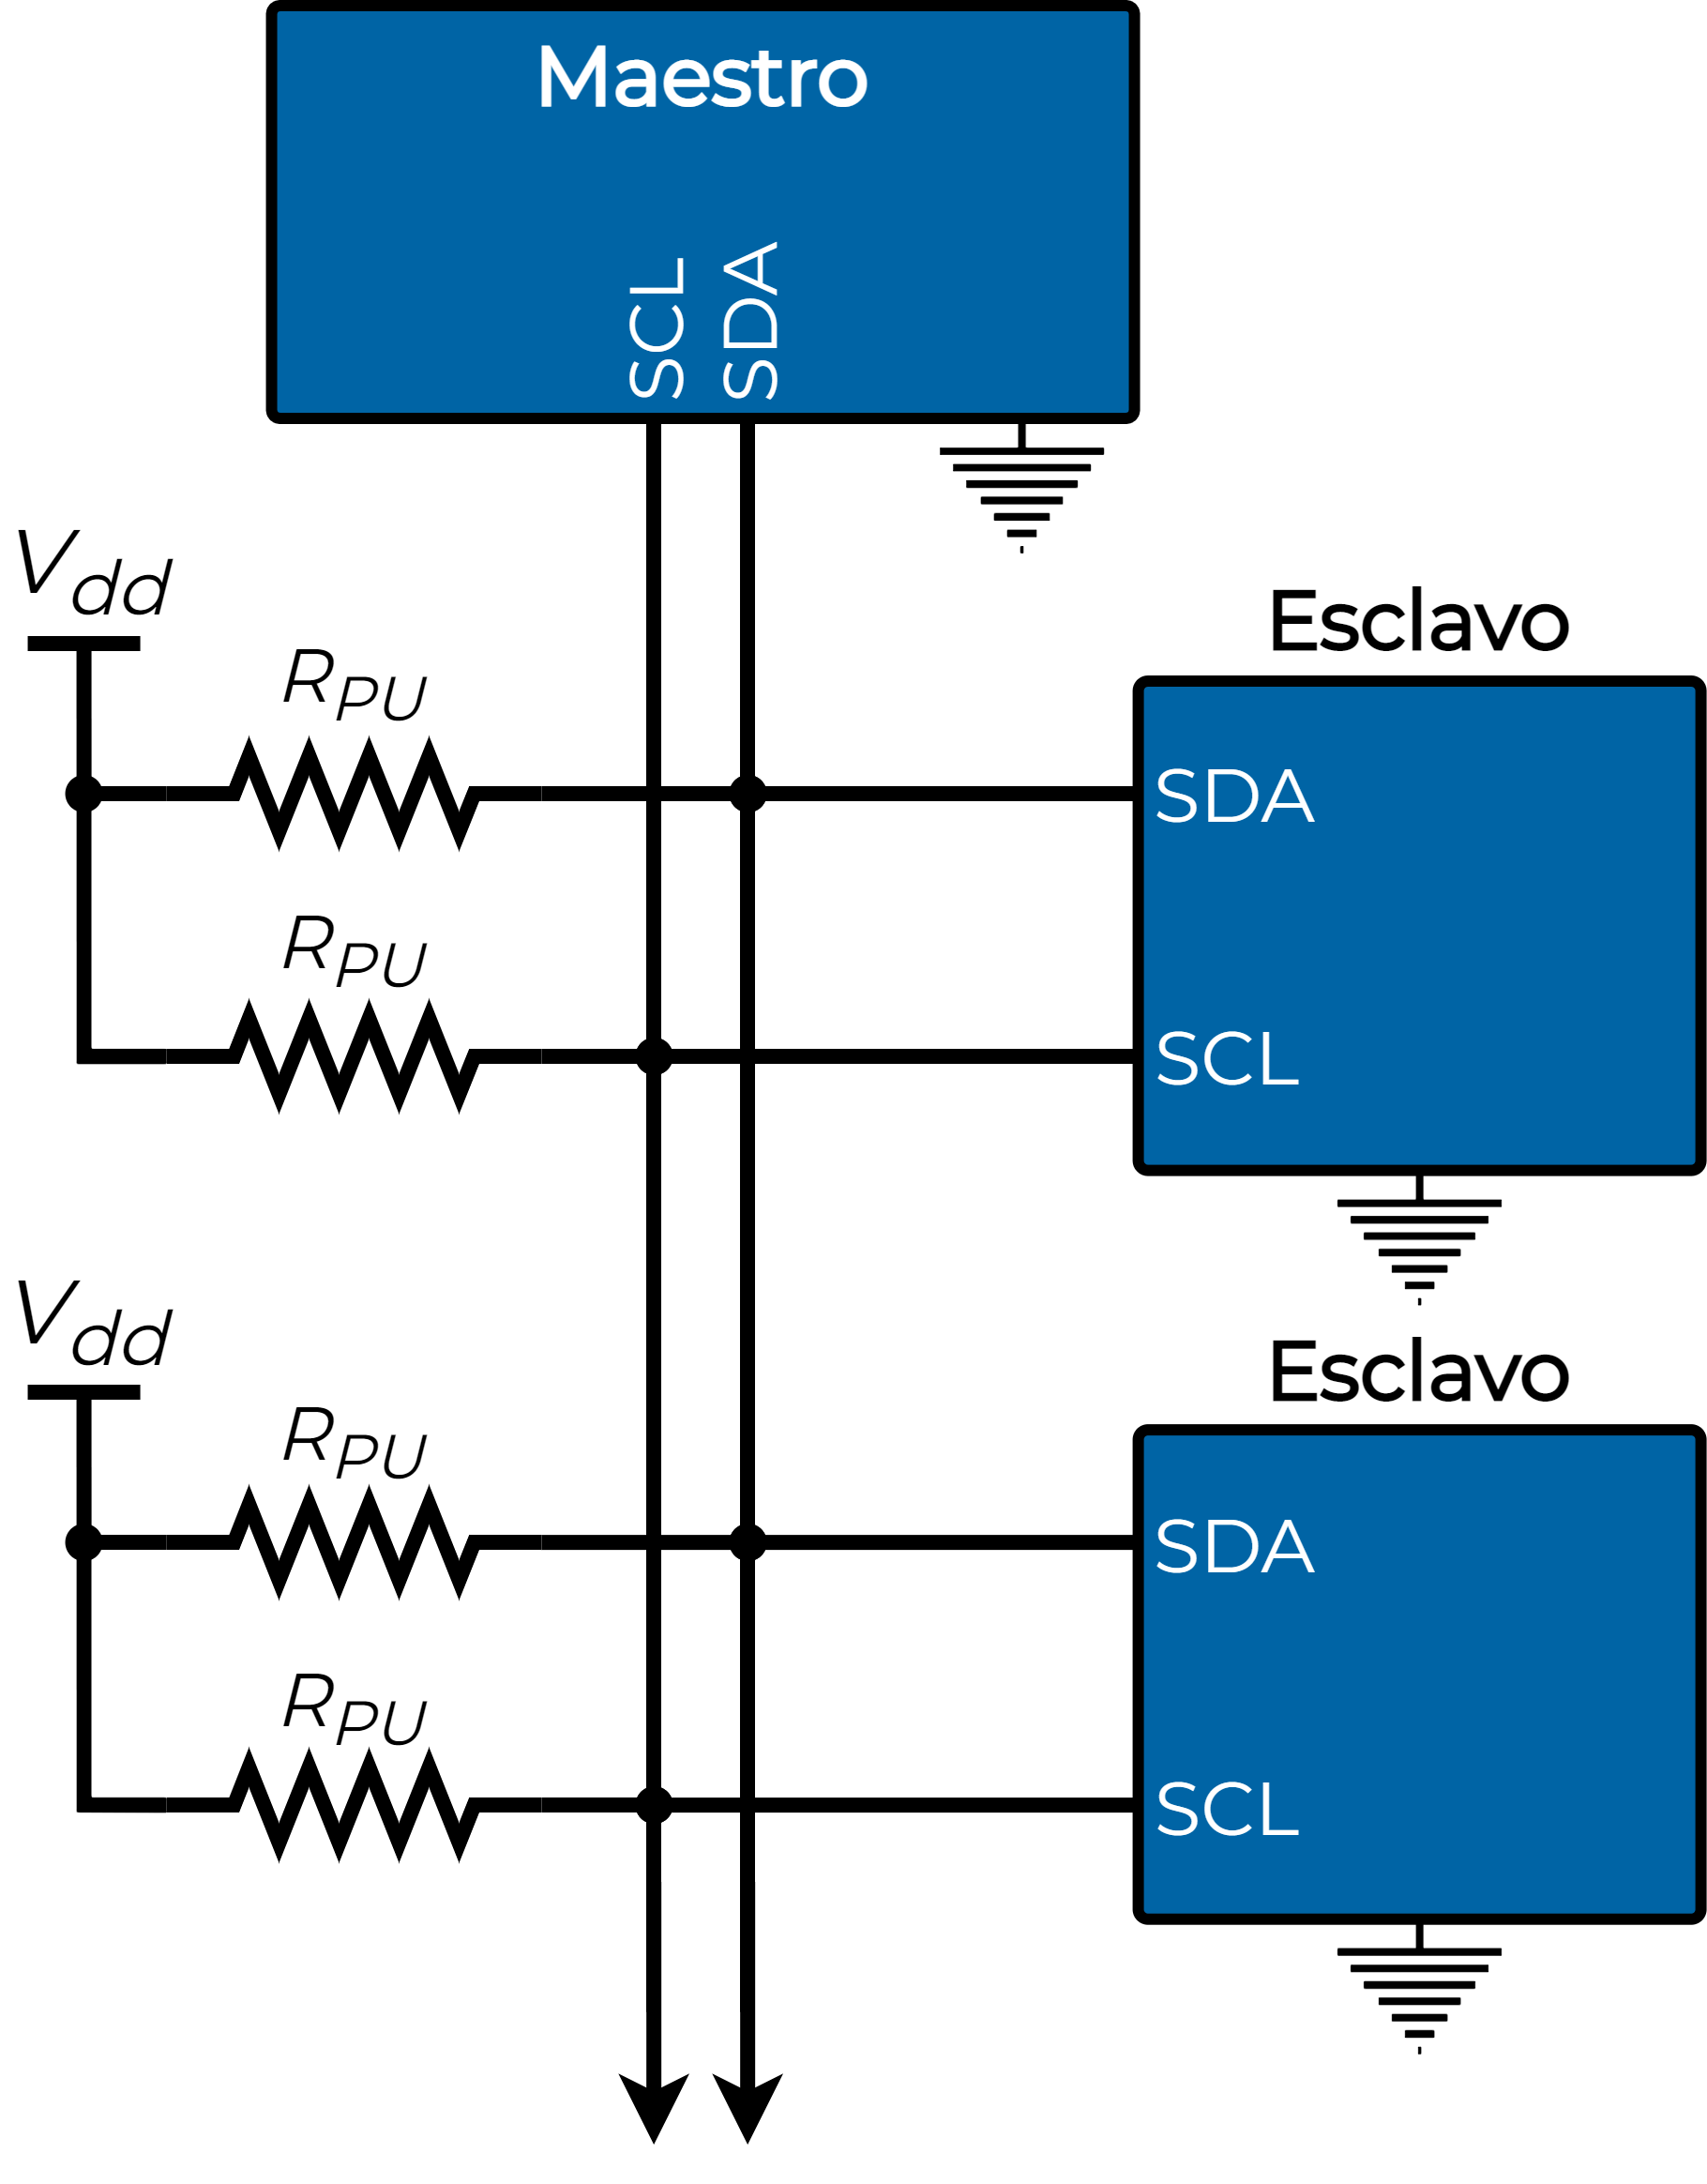 Maestro
SCL
SDA
Vdd
RPU
Esclavo
SDA
RPU
SCL
Vdd
Esclavo
RPU
SDA
RPU
SCL